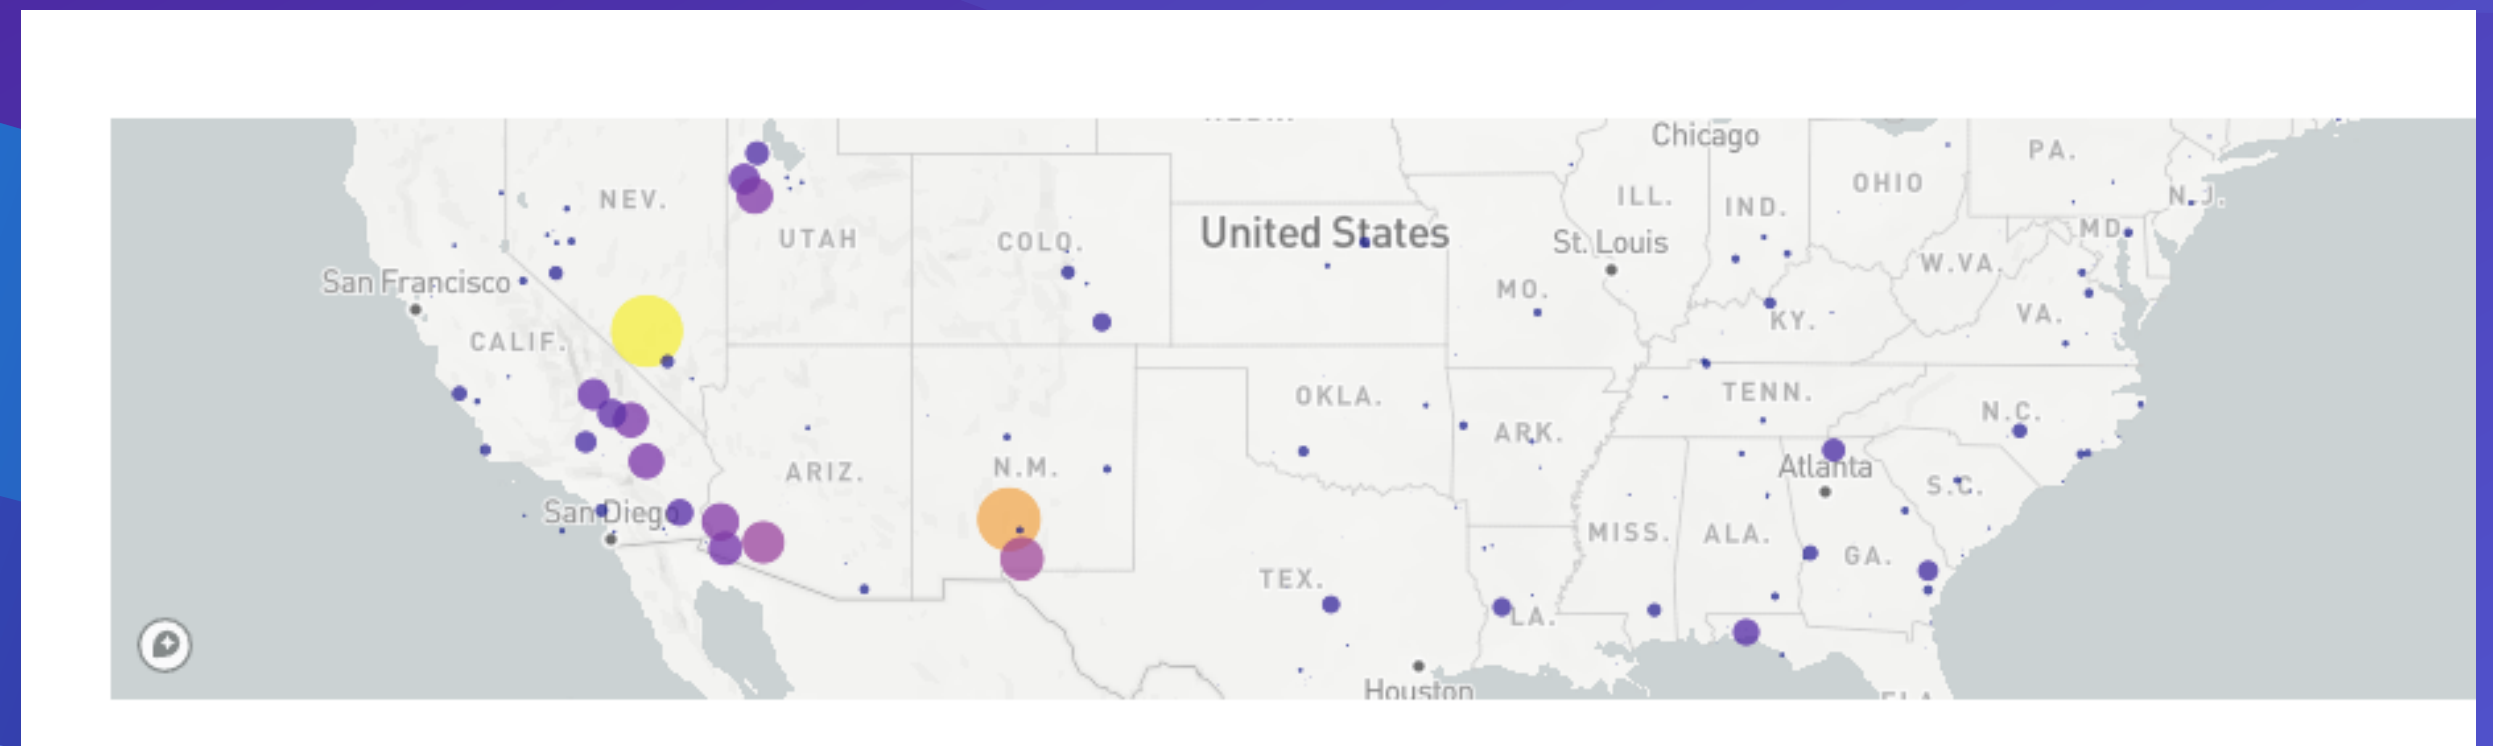 Chicago
PA.
NEV.
ILL.
OHIO
IND.
N.J.
UTAH
COLO.
United States
St. Louis
MD.
San Francisco
MO.
W.VA.
CALIF.
KY.
VA.
OKLA.
TENN.
N.C.
ARIZ.
N.M.
ARK.
Atlanta
S.C.
San Diego
MISS.
ALA.
GA.
TEX.
LA.
Houston